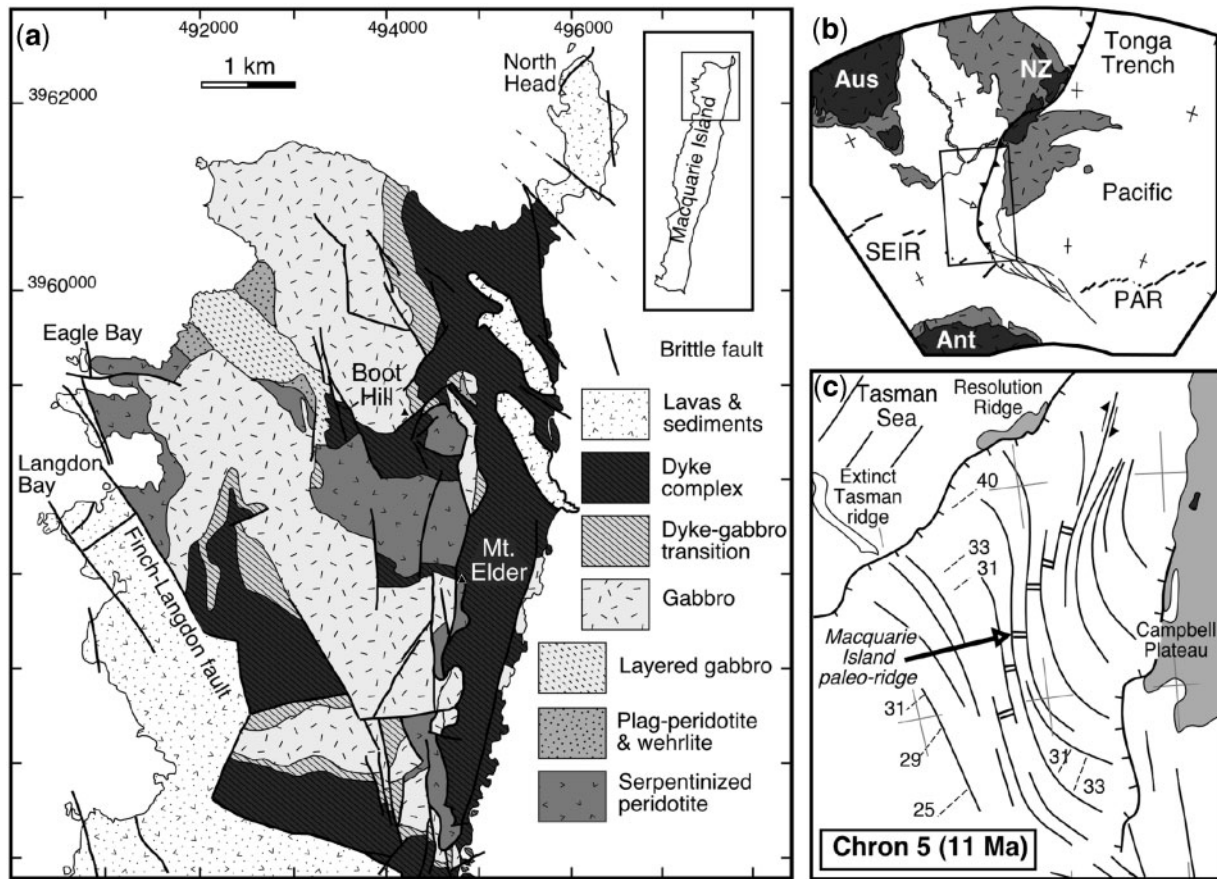 (a)
492000
494000
496000
1 km
3962000
3960000
North
Head
Macquarie Island
Eagle Bay
Boot
Hill
Langdon
Bay
Finch-Langdon fault
Mt.
Elder
Brittle fault
Lavas &
sediments
Dyke
complex
Dyke-gabbro
transition
Gabbro
Layered gabbro
Plag-peridotite
& wehrlite
Serpentinized
peridotite
(b)
Aus
NZ
Tonga
Trench
Pacific
SEIR
PAR
Ant
(c)
Tasman
Sea
Resolution
Ridge
Extinct
Tasman
ridge
40
33
31
Macquarie
Island
paleo-ridge
Campbell
Plateau
31
29
25
31
33
Chron 5 (11 Ma)